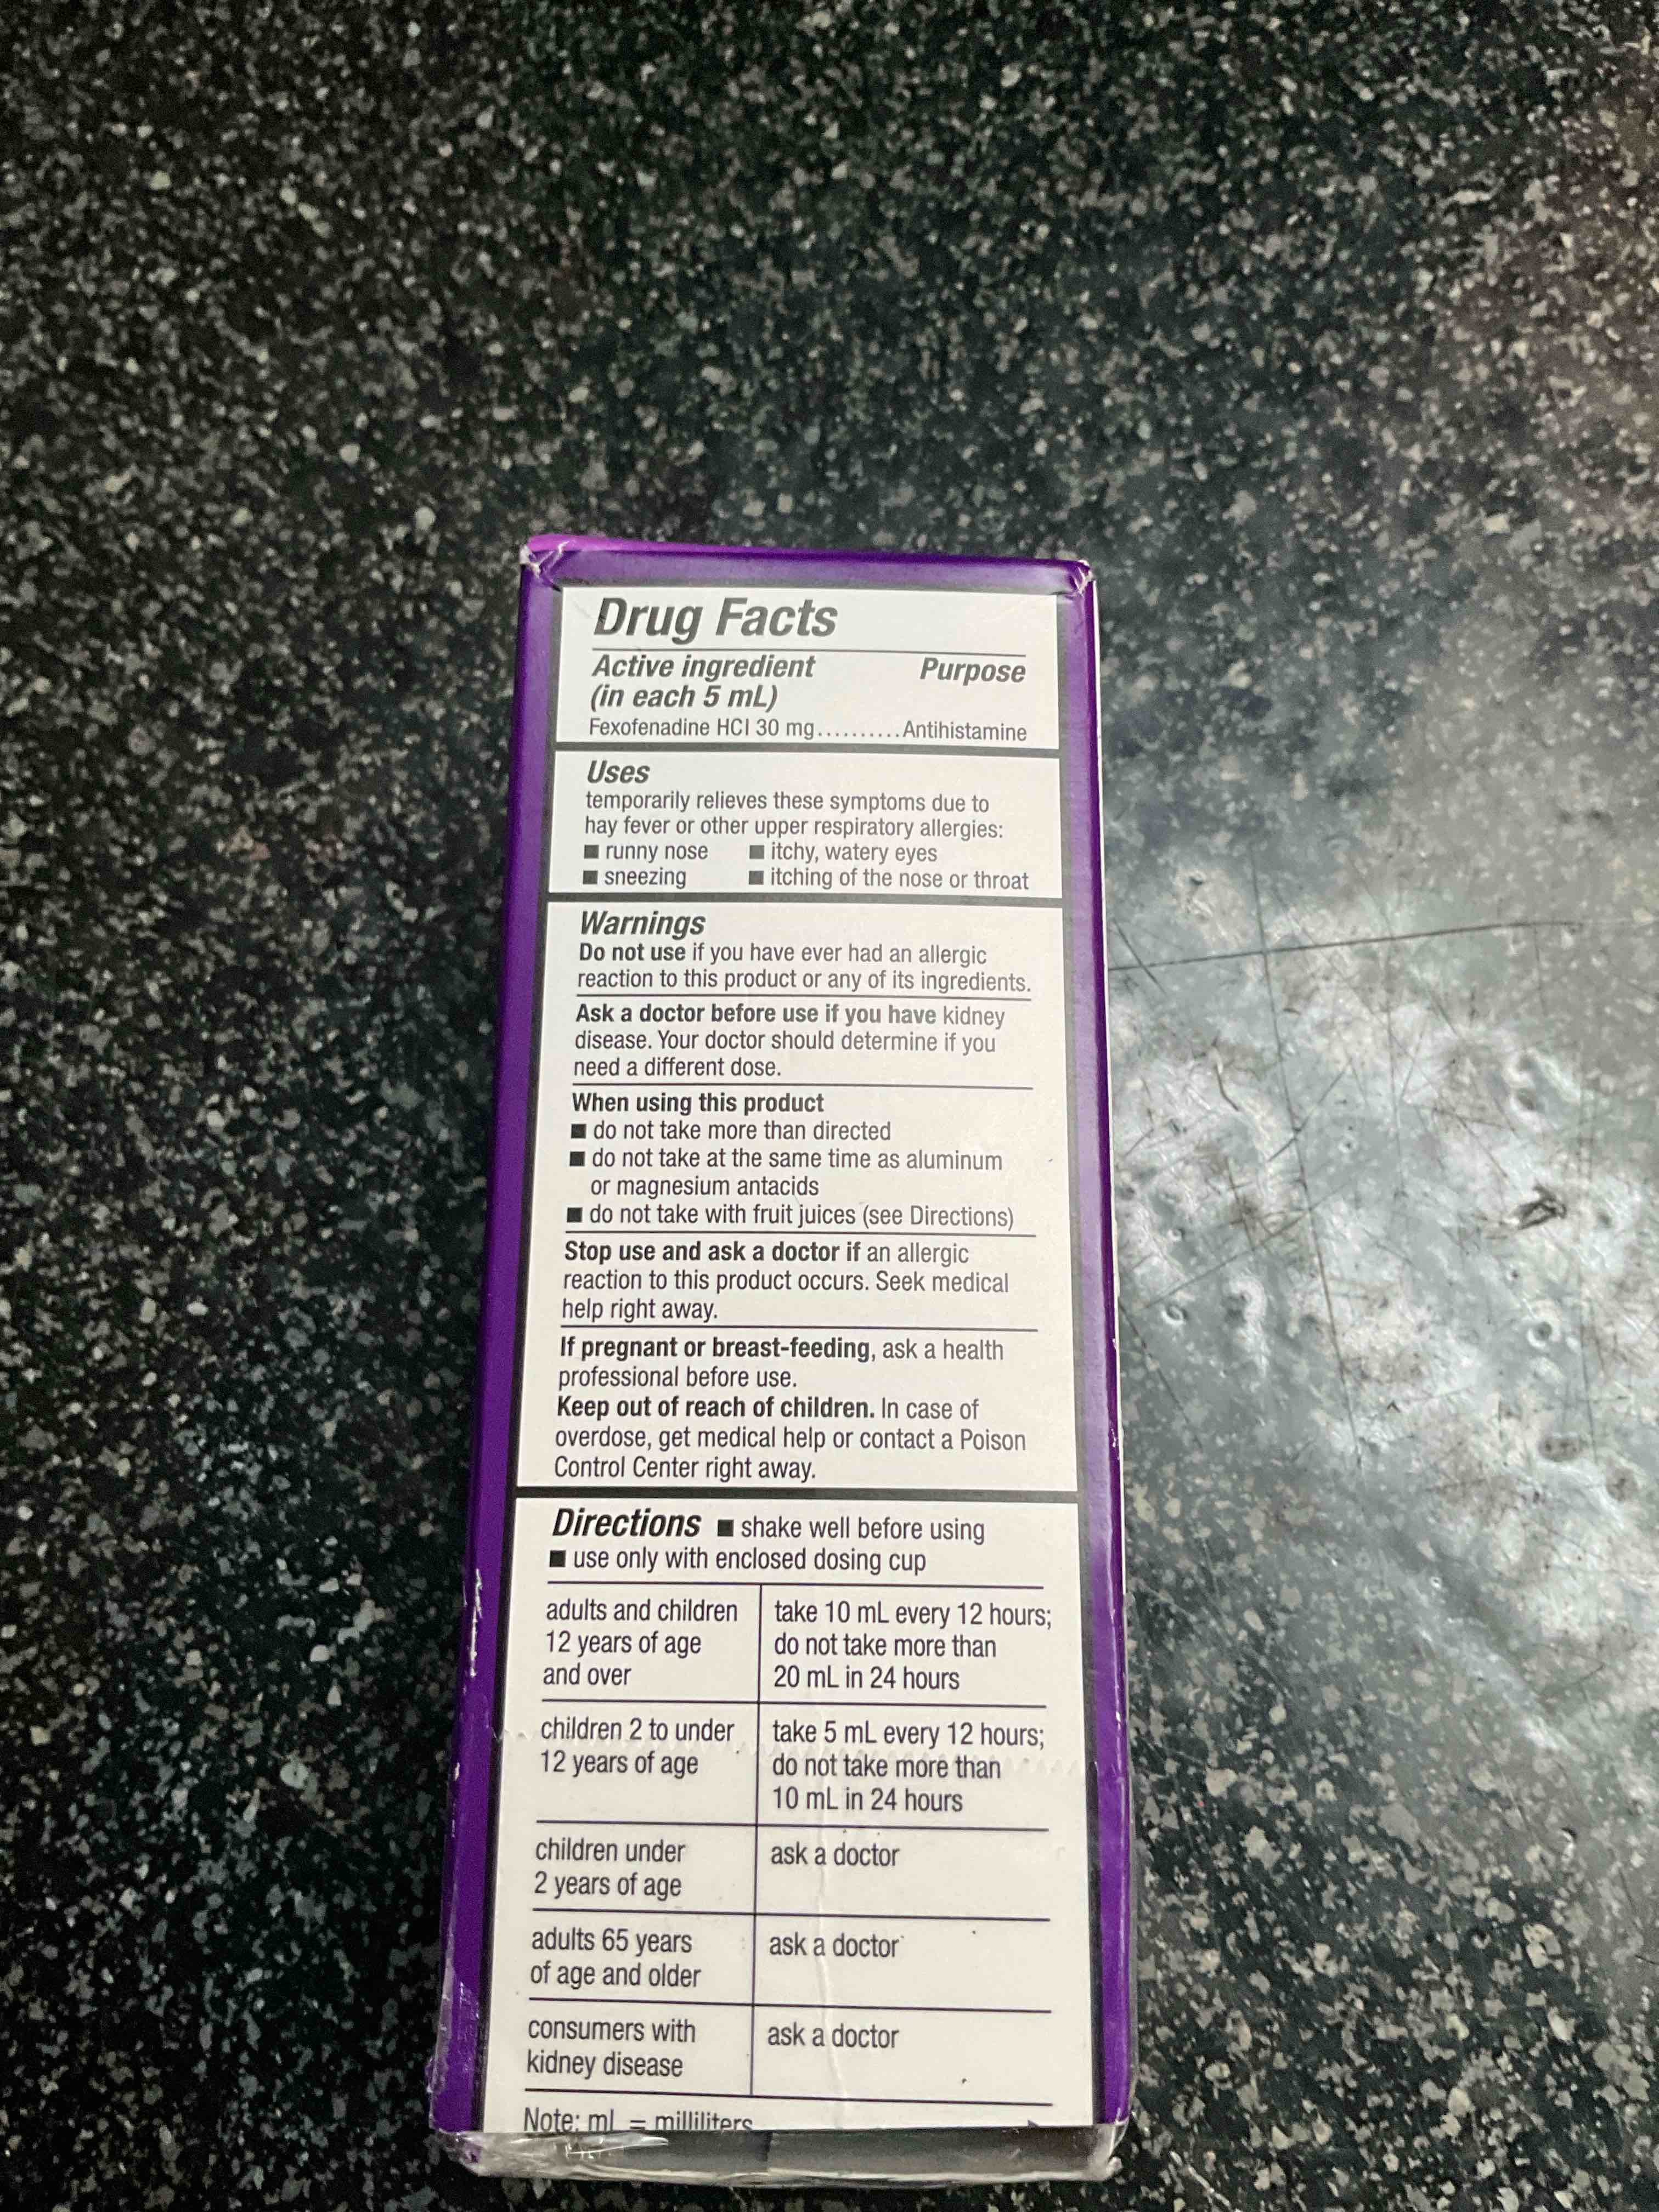 Drug Facts
Active ingredient Purpose
(in each 5 mL)
Fexofenadine HCl 30 mg..........Antihistamine
Uses
temporarily relieves these symptoms due to
hay fever or other upper respiratory allergies:
■ runny nose ■ itchy, watery eyes
■ sneezing ■ itching of the nose or throat
Warnings
Do not use if you have ever had an allergic
reaction to this product or any of its ingredients.
Ask a doctor before use if you have kidney
disease. Your doctor should determine if you
need a different dose.
When using this product
■ do not take more than directed
■ do not take at the same time as aluminum
or magnesium antacids
■ do not take with fruit juices (see Directions)
Stop use and ask a doctor if an allergic
reaction to this product occurs. Seek medical
help right away.
If pregnant or breast-feeding, ask a health
professional before use.
Keep out of reach of children. In case of
overdose, get medical help or contact a Poison
Control Center right away.
Directions ■ shake well before using
■ use only with enclosed dosing cup
adults and children
12 years of age
and over
take 10 mL every 12 hours;
do not take more than
20 mL in 24 hours
children 2 to under
12 years of age
take 5 mL every 12 hours;
do not take more than
10 mL in 24 hours
children under
2 years of age
ask a doctor
adults 65 years
of age and older
ask a doctor
consumers with
kidney disease
ask a doctor
Note: mL = milliliters